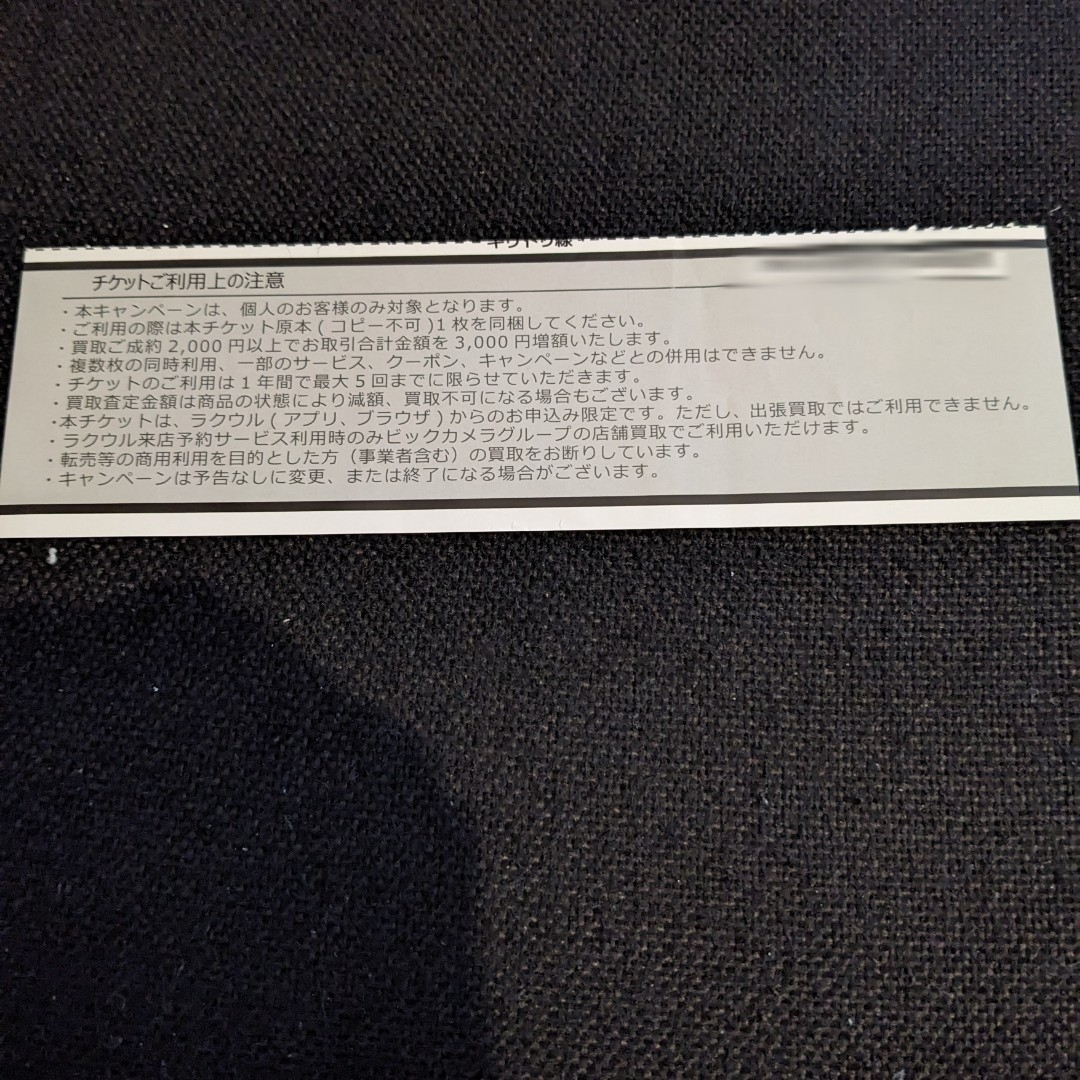 キリトリ線
チケットご利用上の注意
・本キャンペーンは、個人のお客様のみ対象となります。
・ご利用の際は本チケット原本 ( コピー不可 )1 枚を同梱してください。
・買取ご成約 2,000 円以上でお取引合計金額を 3,000 円増額いたします。
・複数枚の同時利用、一部のサービス、クーポン、キャンペーンなどとの併用はできません。
・チケットのご利用は 1 年間で最大 5 回までに限らせていただきます。
・買取査定金額は商品の状態により減額、買取不可になる場合もございます。
・本チケットは、ラクウル ( アプリ、ブラウザ ) からのお申込み限定です。ただし、出張買取ではご利用できません。
・ラクウル来店予約サービス利用時のみビックカメラグループの店舗買取でご利用いただけます。
・転売等の商用利用を目的とした方（事業者含む）の買取をお断りしています。
・キャンペーンは予告なしに変更、または終了になる場合がございます。